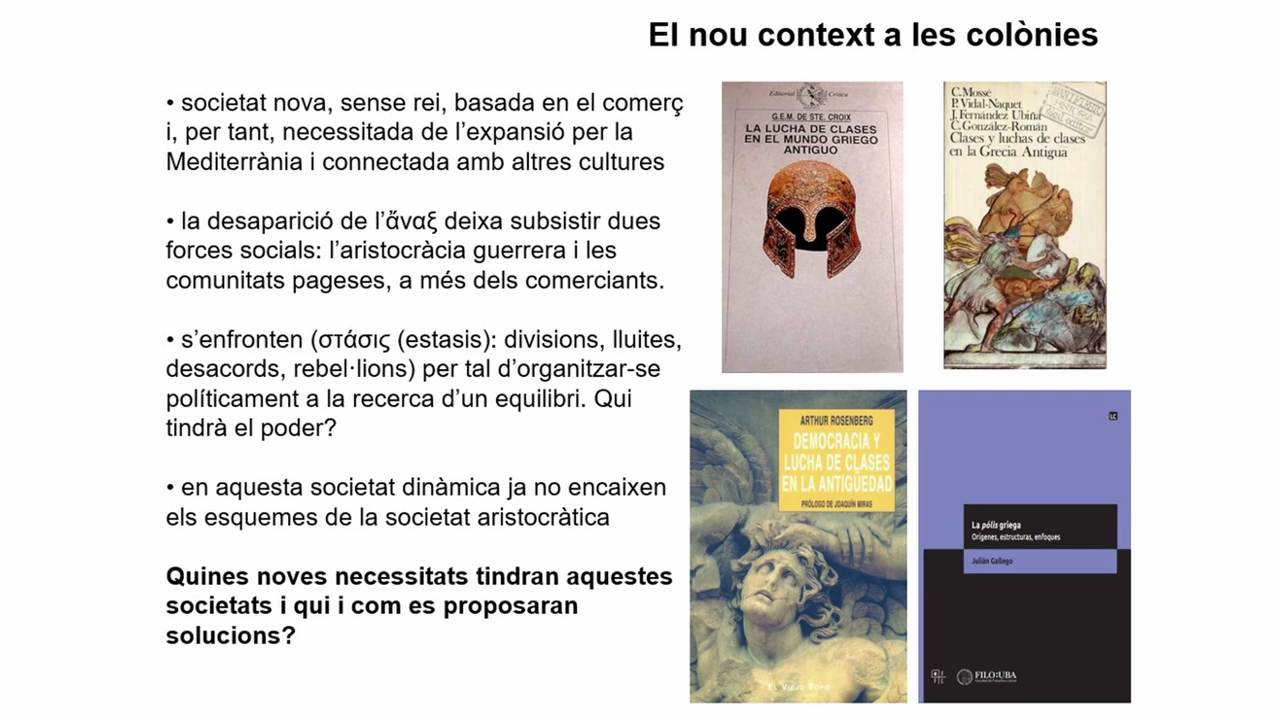 El nou context a les colònies
• societat nova, sense rei, basada en el comerç
i, per tant, necessitada de l’expansió per la
Mediterrània i connectada amb altres cultures
• la desaparició de l’ἄναξ deixa subsistir dues
forces socials: l’aristocràcia guerrera i les
comunitats pageses, a més dels comerciants.
• s’enfronten (στάσις (estasis): divisions, lluites,
desacords, rebel·lions) per tal d’organitzar-se
políticament a la recerca d’un equilibri. Qui
tindrà el poder?
• en aquesta societat dinàmica ja no encaixen
els esquemes de la societat aristocràtica
Quines noves necessitats tindran aquestes
societats i qui i com es proposaran
solucions?
Editorial Crítica
G.E.M. DE STE. CROIX
LA LUCHA DE CLASES
EN EL MUNDO GRIEGO
ANTIGUO
C. Mossé
P. Vidal-Naquet
J. Fernández Ubiña
C. González-Román
Clases y luchas de clases
en la Grecia Antigua
ARTHUR ROSENBERG
DEMOCRACIA Y
LUCHA DE CLASES
EN LA ANTIGÜEDAD
PRÓLOGO DE JOAQUÍN MIRAS
EL VIEJO TOPO
LC
La pólis griega
Orígenes, estructuras, enfoques
Julián Gallego
FILO:UBA